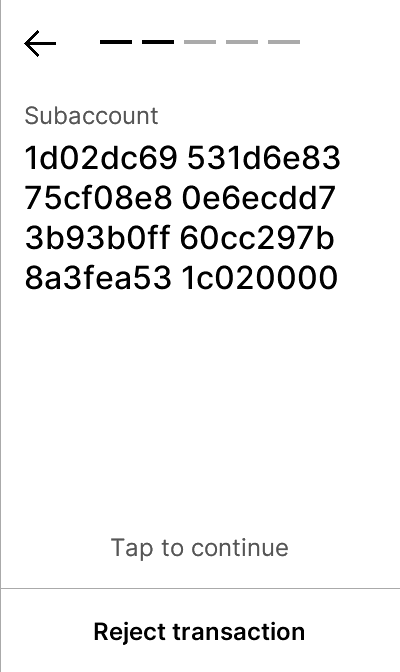 Subaccount
1d02dc69 531d6e83
75cf08e8 0e6ecdd7
3b93b0ff 60cc297b
8a3fea53 1c020000
Tap to continue
Reject transaction